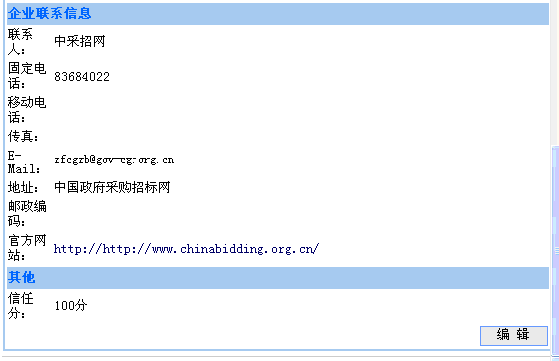 企业联系信息
联系人： 中采招网
固定电话： 83684022
移动电话：
传真：
E-Mail： zfcgzb@gov-cg.org.cn
地址： 中国政府采购招标网
邮政编码：
官方网站： http://http://www.chinabidding.org.cn/
其他
信任分： 100分
编 辑